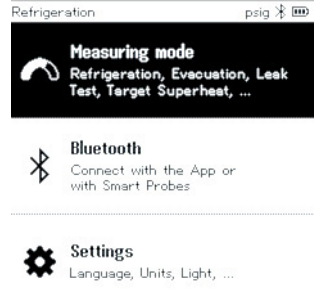 Refrigeration psig
Measuring mode
Refrigeration, Evacuation, Leak
Test, Target Superheat, ...
Bluetooth
Connect with the App or
with Smart Probes
Settings
Language, Units, Light, ...